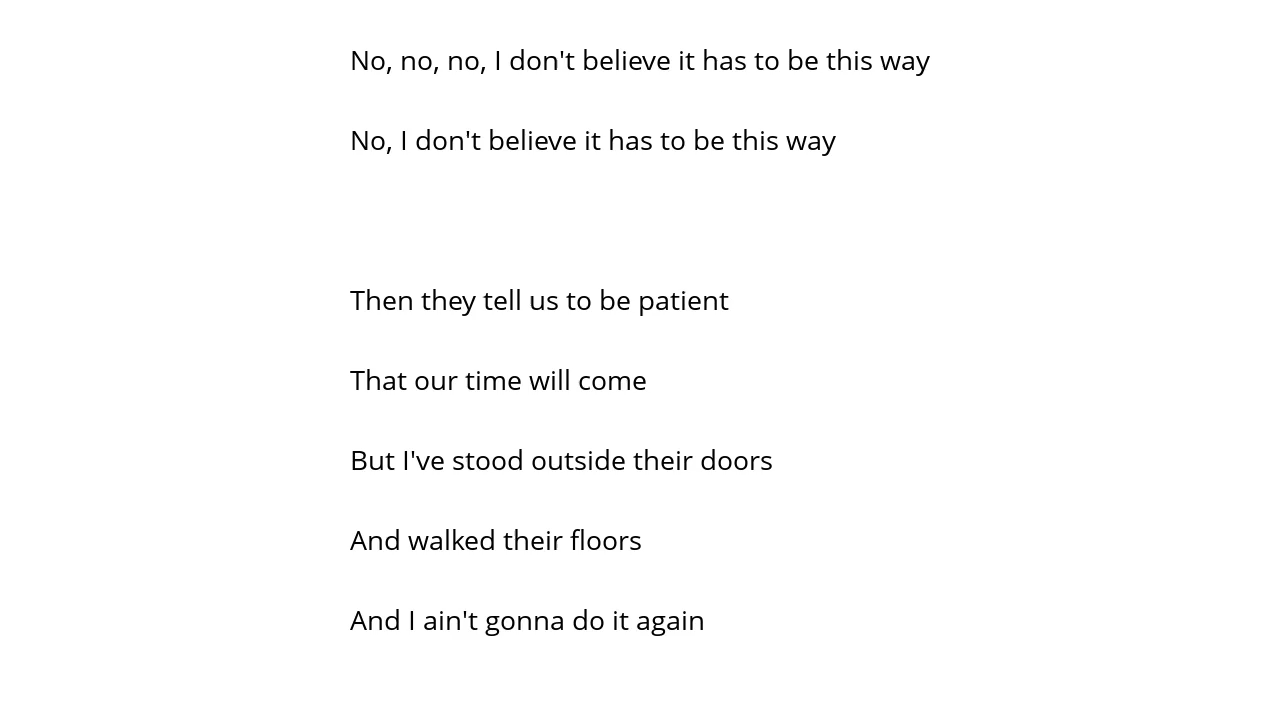 No, no, no, I don't believe it has to be this way
No, I don't believe it has to be this way
Then they tell us to be patient
That our time will come
But I've stood outside their doors
And walked their floors
And I ain't gonna do it again